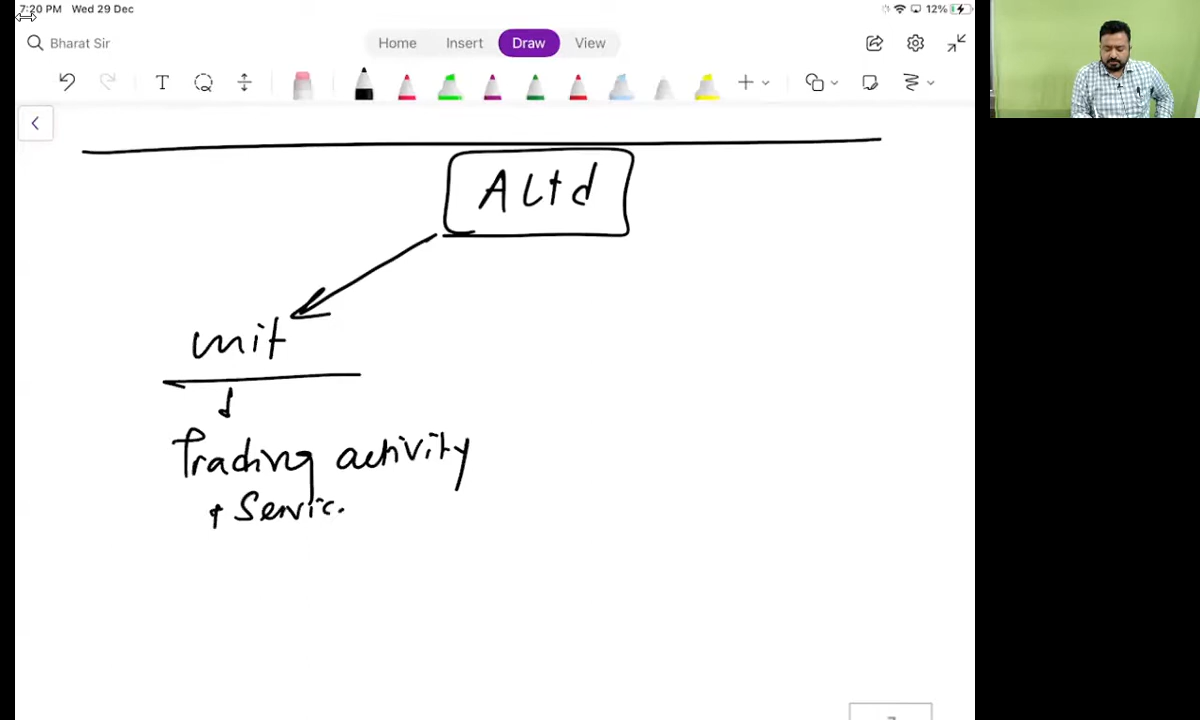 7:20 PM Wed 29 Dec
12%
Bharat Sir
Home Insert Draw View
T
A Ltd
unit
Trading activity
+ Servic.